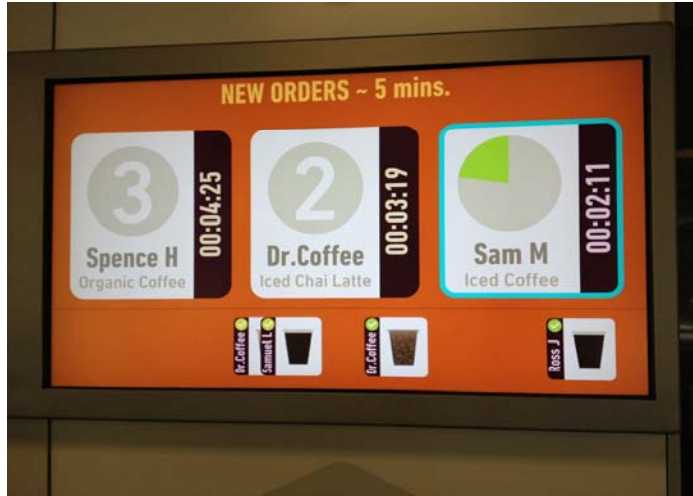 NEW ORDERS ~ 5 mins.
3
Spence H
Organic Coffee
00:04:25
2
Dr.Coffee
Iced Chai Latte
00:03:19
Sam M
Iced Coffee
00:02:11
Dr.Coffee
Samuel L
Dr.Coffee
Ross J